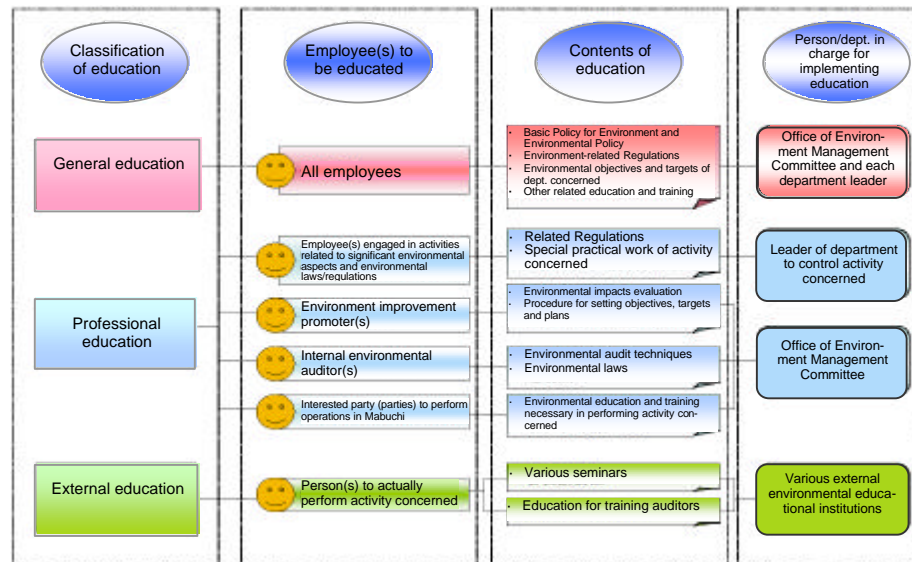 Classification
of education
Employee(s) to
be educated
Contents of
education
Person/dept. in
charge for
implementing
education
General education
All employees
· Basic Policy for Environment and
Environmental Policy
· Environment-related Regulations
· Environmental objectives and targets of
dept. concerned
· Other related education and training
Office of Environ-
ment Management
Committee and each
department leader
Professional
education
Employee(s) engaged in activities
related to significant environmental
aspects and environmental
laws/regulations
· Related Regulations
· Special practical work of activity
concerned
Leader of department
to control activity
concerned
Environment improvement
promoter(s)
· Environmental impacts evaluation
· Procedure for setting objectives, targets
and plans
Internal environmental
auditor(s)
· Environmental audit techniques
· Environmental laws
Office of Environ-
ment Management
Committee
Interested party (parties) to perform
operations in Mabuchi
· Environmental education and training
necessary in performing activity con-
cerned
External education
Person(s) to actually
perform activity concerned
· Various seminars
· Education for training auditors
Various external
environmental educa-
tional institutions